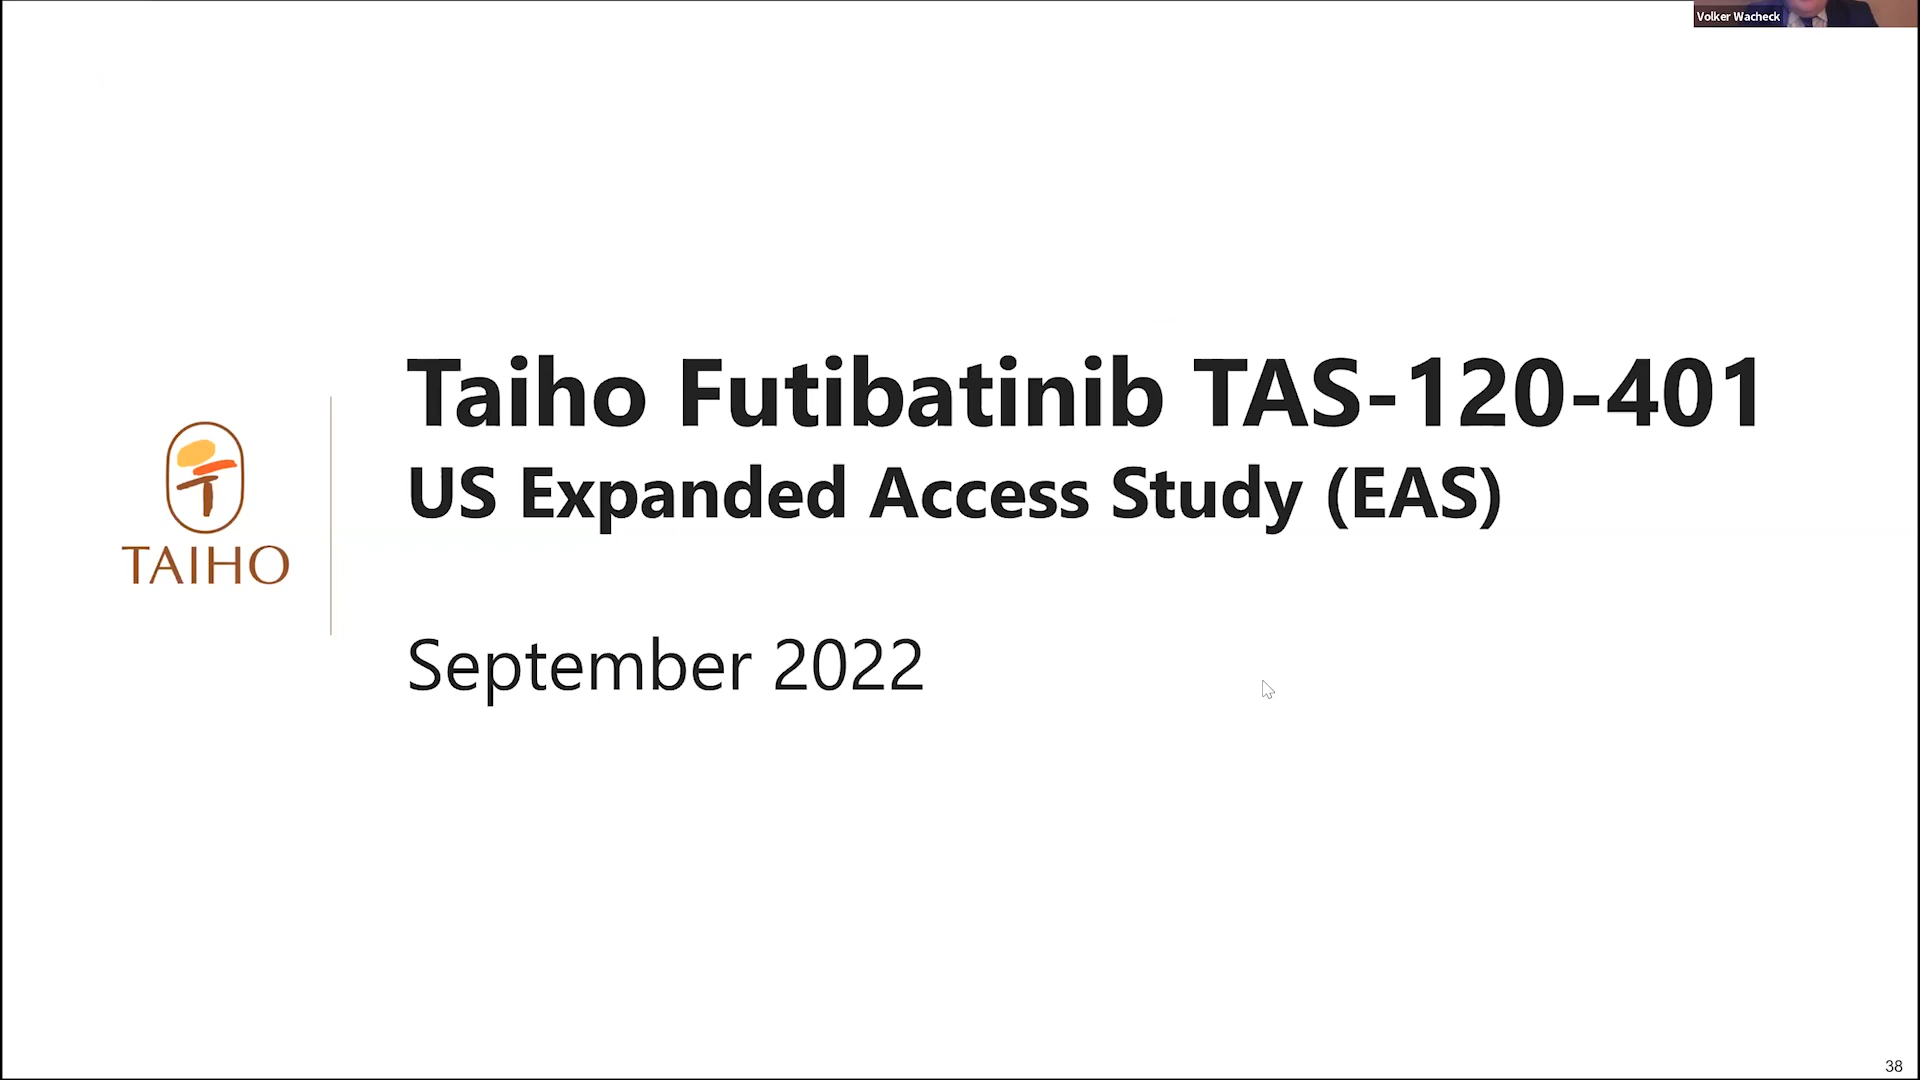 Volker Wacheck
Taiho Futibatinib TAS-120-401
US Expanded Access Study (EAS)
TAIHO
September 2022
38